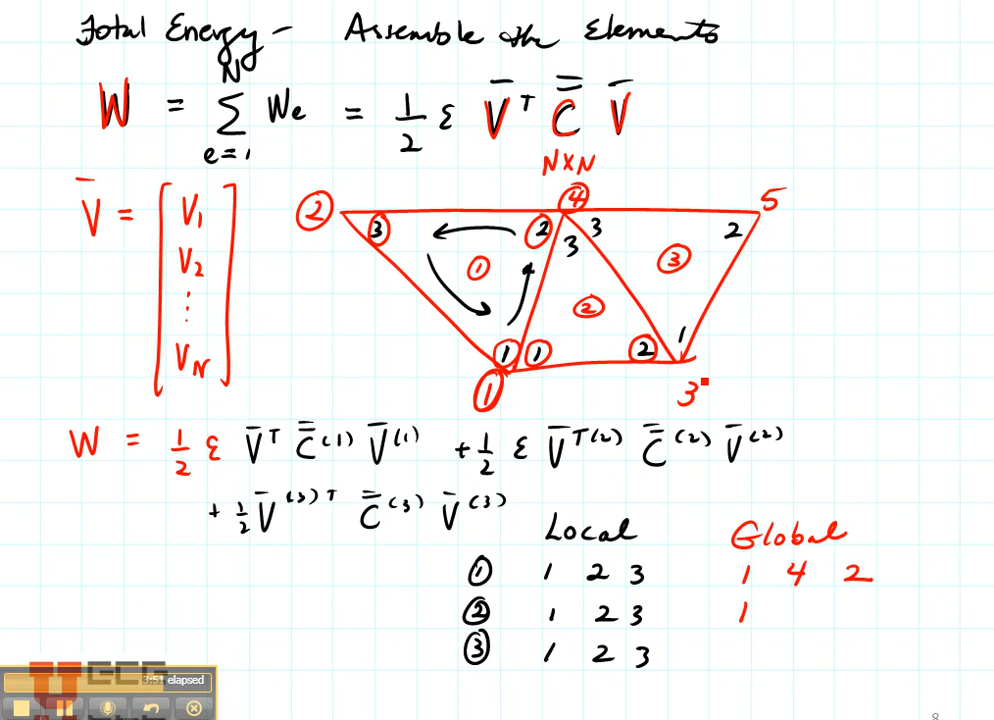 Total Energy - Assemble the Elements
W = N Σ e=1 We = 1/2 ε V̄ᵀ C̿ V̄
N×N
V̄ = [V₁ V₂ ⋮ V_N]
2 4 5
3 2 3 3 2
1 3
2
1 1 2 1
1 3
W = 1/2 ε V̄ᵀ C̿⁽¹⁾ V̄⁽¹⁾ + 1/2 ε V̄ᵀ⁽²⁾ C̿⁽²⁾ V̄⁽²⁾
+ 1/2 V̄⁽³⁾ᵀ C̿⁽³⁾ V̄⁽³⁾
Local Global
① 1 2 3 1 4 2
② 1 2 3 1
③ 1 2 3
3:51 elapsed
8